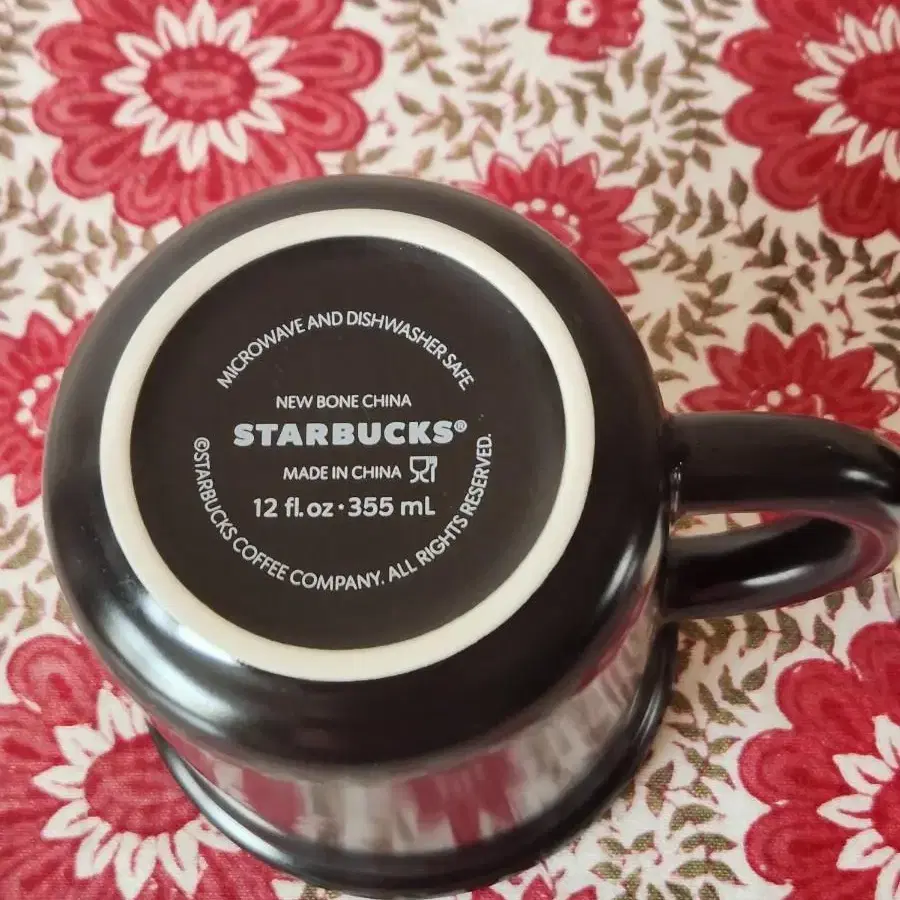 MICROWAVE AND DISHWASHER SAFE
NEW BONE CHINA
STARBUCKS®
MADE IN CHINA
12 fl.oz·355 mL
©STARBUCKS COFFEE COMPANY. ALL RIGHTS RESERVED.